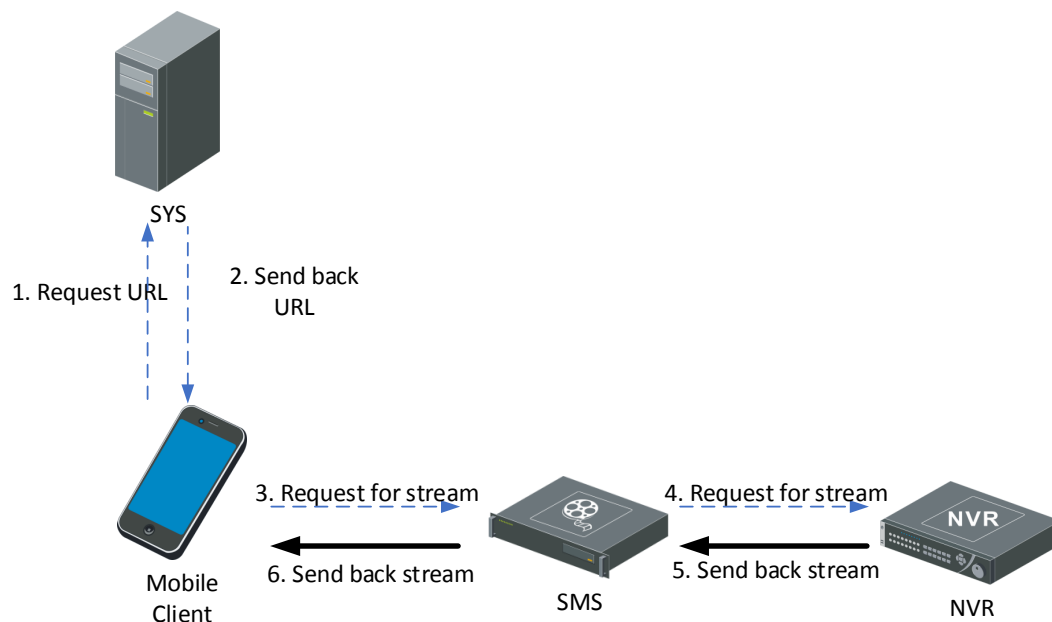 SYS
1. Request URL
2. Send back
URL
3. Request for stream
4. Request for stream
NVR
6. Send back stream
5. Send back stream
Mobile
Client
SMS
NVR